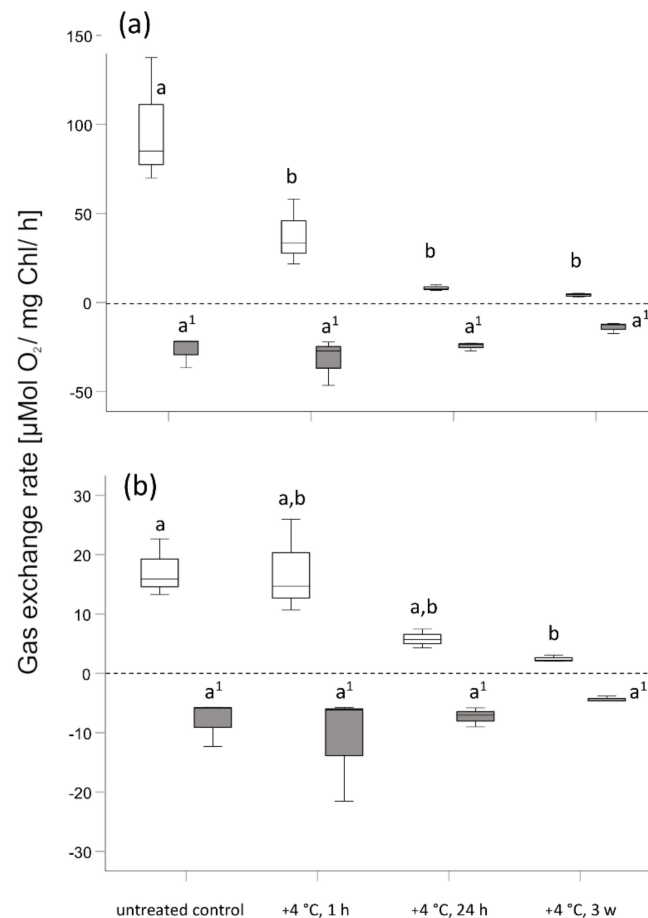 (a)
150
100
50
0
-50
a
b
b
b
a¹
a¹
a¹
a¹
Gas exchange rate [µMol O₂/ mg Chl/ h]
(b)
30
20
10
0
-10
-20
-30
a
a,b
a,b
b
a¹
a¹
a¹
a¹
untreated control +4 °C, 1 h +4 °C, 24 h +4 °C, 3 w